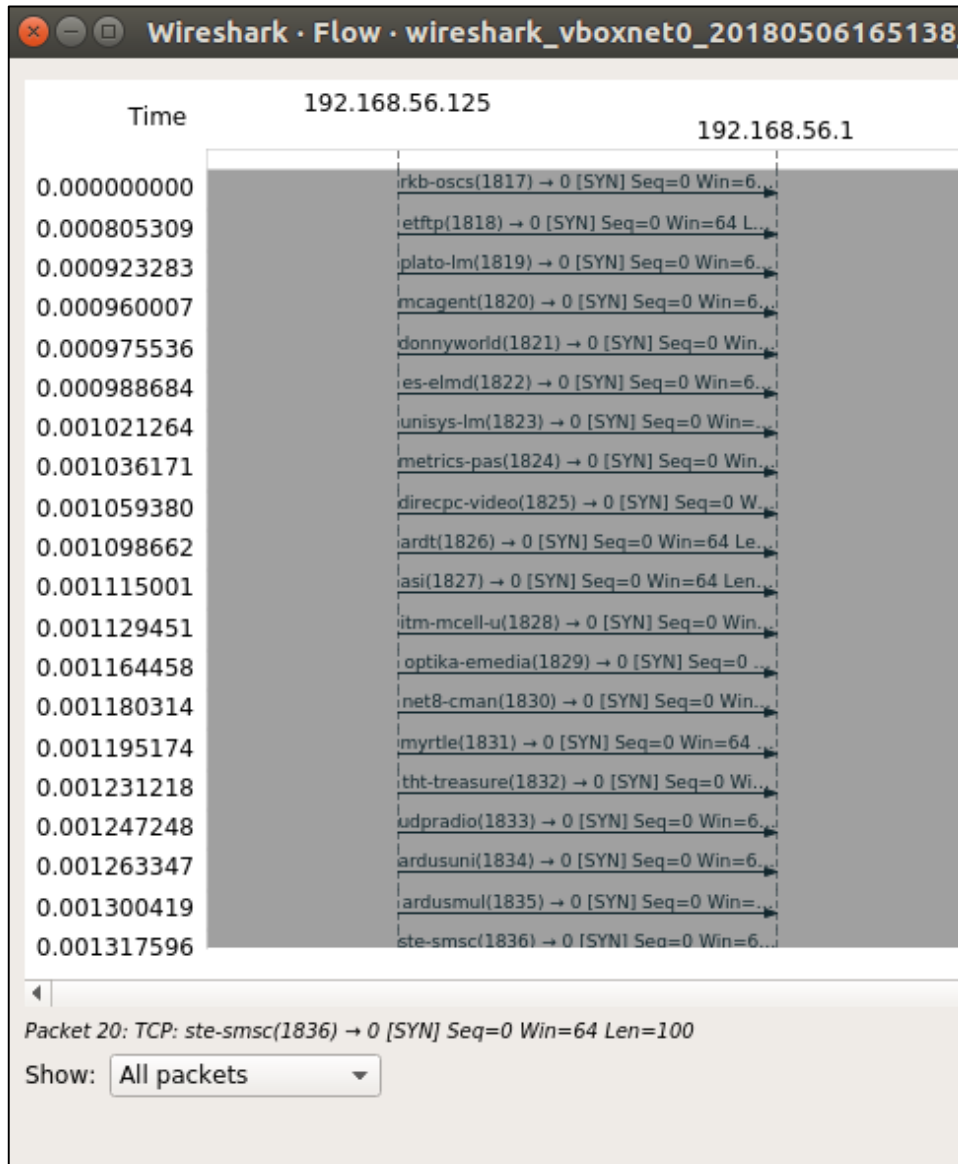 Wireshark · Flow · wireshark_vboxnet0_20180506165138_
Time 192.168.56.125 192.168.56.1
0.000000000 rkb-oscs(1817) → 0 [SYN] Seq=0 Win=6...
0.000805309 etftp(1818) → 0 [SYN] Seq=0 Win=64 L...
0.000923283 plato-lm(1819) → 0 [SYN] Seq=0 Win=6...
0.000960007 mcagent(1820) → 0 [SYN] Seq=0 Win=6...
0.000975536 donnyworld(1821) → 0 [SYN] Seq=0 Win...
0.000988684 es-elmd(1822) → 0 [SYN] Seq=0 Win=6...
0.001021264 unisys-lm(1823) → 0 [SYN] Seq=0 Win=...
0.001036171 metrics-pas(1824) → 0 [SYN] Seq=0 Win...
0.001059380 direcpc-video(1825) → 0 [SYN] Seq=0 W...
0.001098662 ardt(1826) → 0 [SYN] Seq=0 Win=64 Le...
0.001115001 asi(1827) → 0 [SYN] Seq=0 Win=64 Len...
0.001129451 itm-mcell-u(1828) → 0 [SYN] Seq=0 Win...
0.001164458 optika-emedia(1829) → 0 [SYN] Seq=0 ...
0.001180314 net8-cman(1830) → 0 [SYN] Seq=0 Win...
0.001195174 myrtle(1831) → 0 [SYN] Seq=0 Win=64 ...
0.001231218 tht-treasure(1832) → 0 [SYN] Seq=0 Wi...
0.001247248 udpradio(1833) → 0 [SYN] Seq=0 Win=6...
0.001263347 ardusuni(1834) → 0 [SYN] Seq=0 Win=6...
0.001300419 ardusmul(1835) → 0 [SYN] Seq=0 Win=...
0.001317596 ste-smsc(1836) → 0 [SYN] Seq=0 Win=6...
Packet 20: TCP: ste-smsc(1836) → 0 [SYN] Seq=0 Win=64 Len=100
Show: All packets